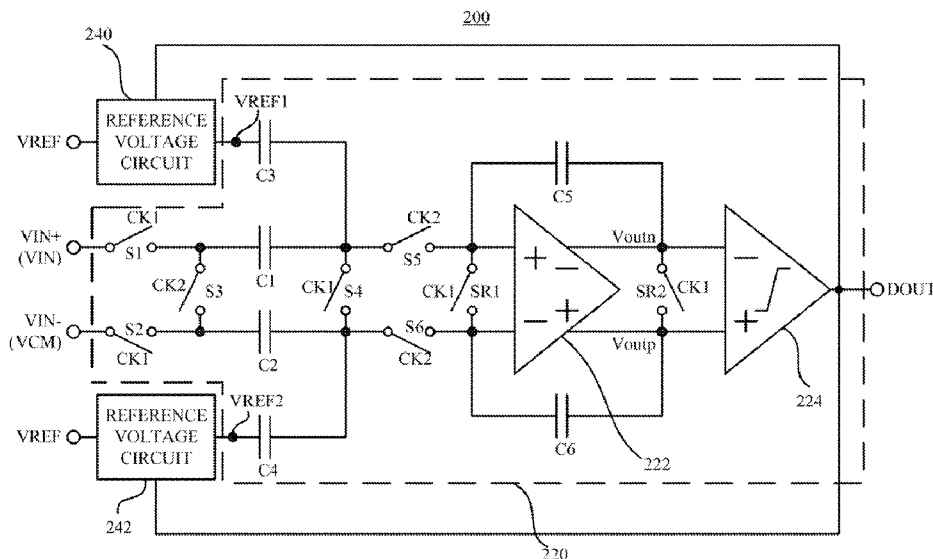 200
240
VREF
REFERENCE
VOLTAGE
CIRCUIT
VREF1
C3
C5
VIN+
(VIN)
CK1
S1
CK2
S3
C1
CK1
S4
CK2
S5
CK1
SR1
+
−
−
+
Voutn
Voutp
SR2
CK1
−
+
DOUT
VIN-
(VCM)
S2
CK1
C2
S6
CK2
224
VREF
REFERENCE
VOLTAGE
CIRCUIT
VREF2
C4
C6
222
242
220